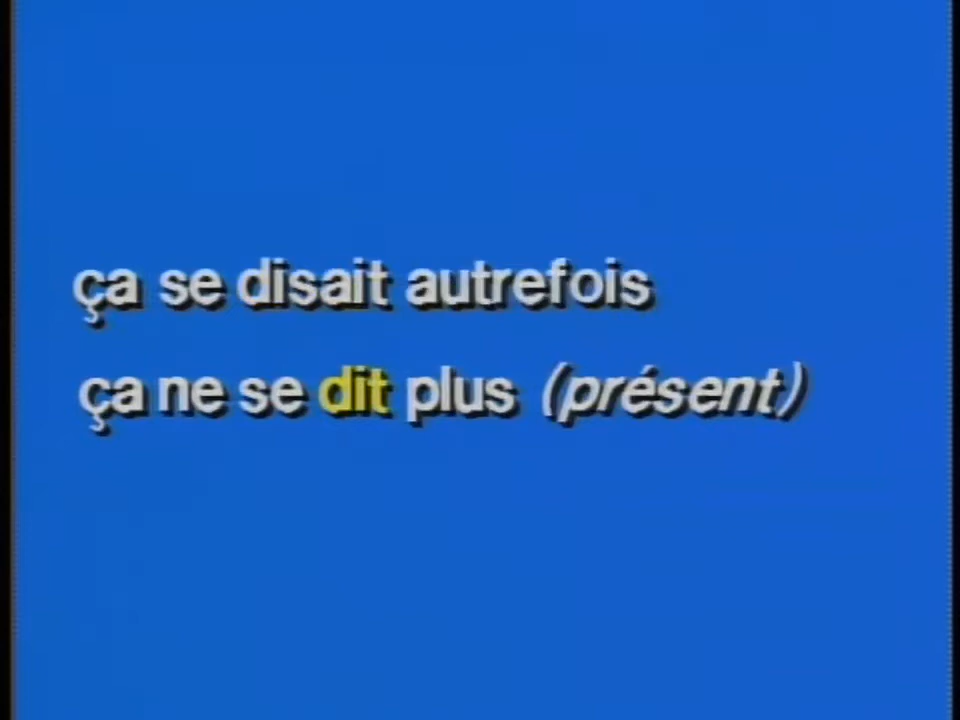 ça se disait autrefois
ça ne se dit plus (présent)